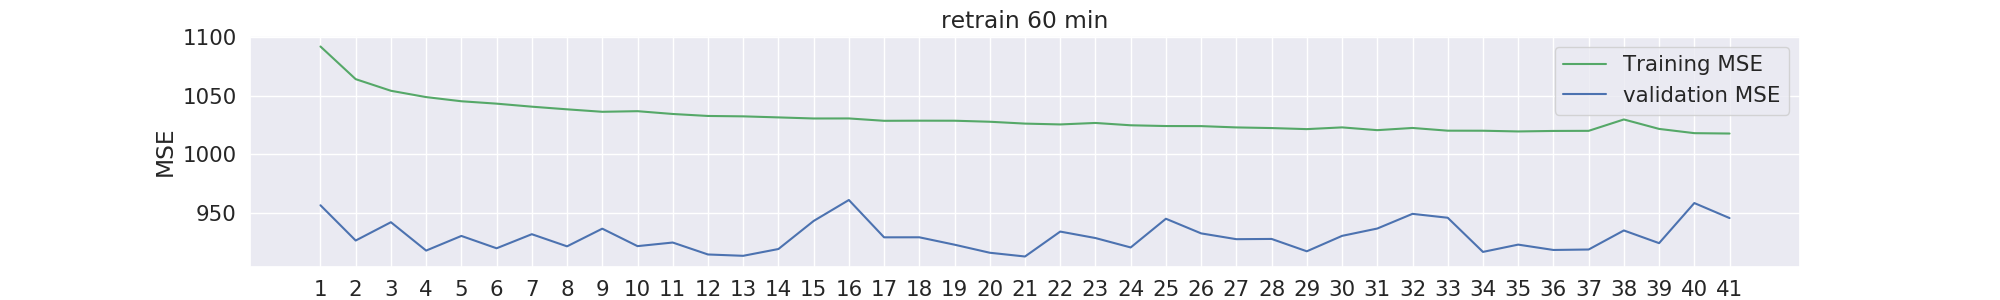 retrain 60 min
1100
1050
1000
950
MSE
Training MSE
validation MSE
1 2 3 4 5 6 7 8 9 10 11 12 13 14 15 16 17 18 19 20 21 22 23 24 25 26 27 28 29 30 31 32 33 34 35 36 37 38 39 40 41